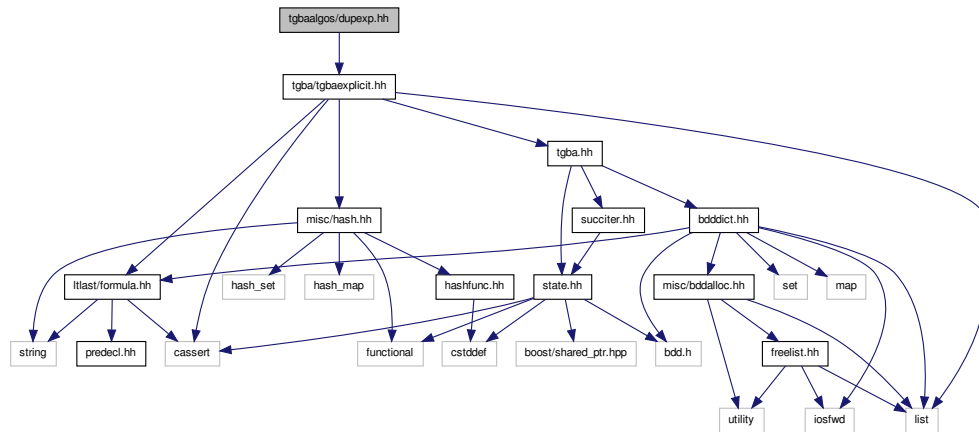 tgbaalgos/dupexp.hh
tgba/tgbaexplicit.hh
tgba.hh
misc/hash.hh
succiter.hh
bdddict.hh
ltlast/formula.hh
hash_set
hash_map
hashfunc.hh
state.hh
misc/bddalloc.hh
set
map
string
predecl.hh
cassert
functional
cstddef
boost/shared_ptr.hpp
bdd.h
freelist.hh
utility
iosfwd
list